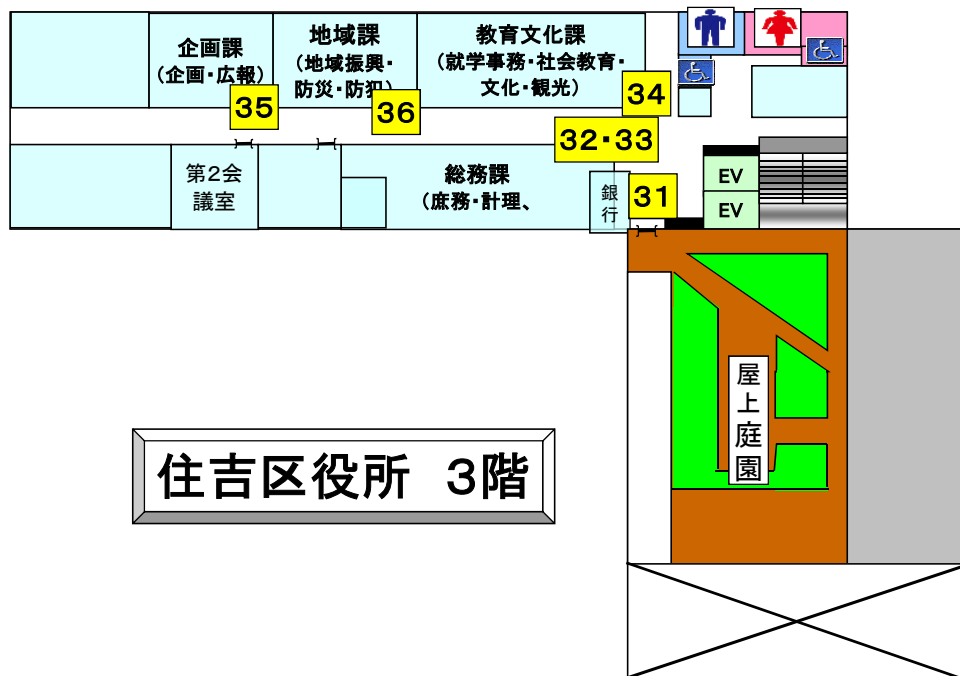 企画課
(企画・広報)
35
地域課
(地域振興・
防災・防犯)
36
教育文化課
(就学事務・社会教育・
文化・観光)
34
32・33
第2会
議室
総務課
(庶務・計理、
銀
行
31
EV
EV
屋
上
庭
園
住吉区役所 3階